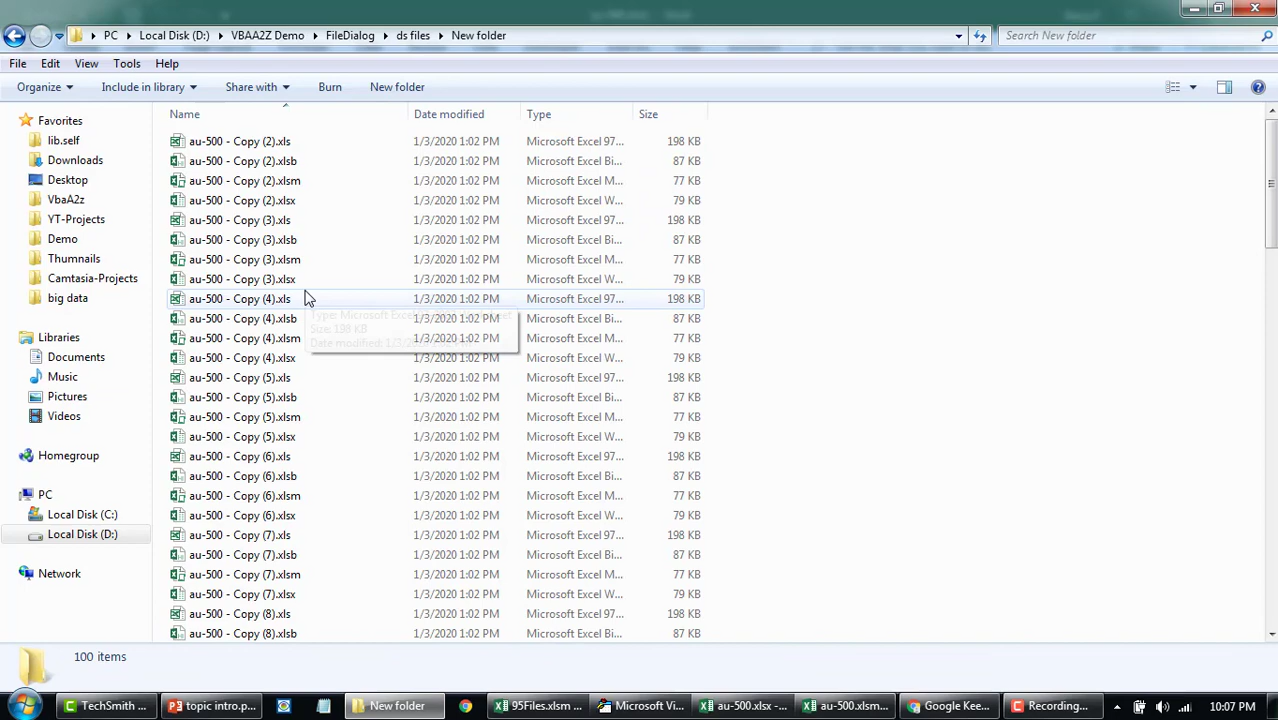 PC Local Disk (D:) VBAA2Z Demo FileDialog ds files New folder
Search New folder
File Edit View Tools Help
Organize Include in library Share with Burn New folder
Name Date modified Type Size
Favorites
lib.self
Downloads
Desktop
VbaA2z
YT-Projects
Demo
Thumnails
Camtasia-Projects
big data
Libraries
Documents
Music
Pictures
Videos
Homegroup
PC
Local Disk (C:)
Local Disk (D:)
Network
au-500 - Copy (2).xls 1/3/2020 1:02 PM Microsoft Excel 97... 198 KB
au-500 - Copy (2).xlsb 1/3/2020 1:02 PM Microsoft Excel Bi... 87 KB
au-500 - Copy (2).xlsm 1/3/2020 1:02 PM Microsoft Excel M... 77 KB
au-500 - Copy (2).xlsx 1/3/2020 1:02 PM Microsoft Excel W... 79 KB
au-500 - Copy (3).xls 1/3/2020 1:02 PM Microsoft Excel 97... 198 KB
au-500 - Copy (3).xlsb 1/3/2020 1:02 PM Microsoft Excel Bi... 87 KB
au-500 - Copy (3).xlsm 1/3/2020 1:02 PM Microsoft Excel M... 77 KB
au-500 - Copy (3).xlsx 1/3/2020 1:02 PM Microsoft Excel W... 79 KB
au-500 - Copy (4).xls 1/3/2020 1:02 PM Microsoft Excel 97... 198 KB
Type: Microsoft Excel
Size: 198 KB
Date modified:
au-500 - Copy (4).xlsb 1/3/2020 1:02 PM Microsoft Excel Bi... 87 KB
au-500 - Copy (4).xlsm 1/3/2020 1:02 PM Microsoft Excel M... 77 KB
au-500 - Copy (4).xlsx 1/3/2020 1:02 PM Microsoft Excel W... 79 KB
au-500 - Copy (5).xls 1/3/2020 1:02 PM Microsoft Excel 97... 198 KB
au-500 - Copy (5).xlsb 1/3/2020 1:02 PM Microsoft Excel Bi... 87 KB
au-500 - Copy (5).xlsm 1/3/2020 1:02 PM Microsoft Excel M... 77 KB
au-500 - Copy (5).xlsx 1/3/2020 1:02 PM Microsoft Excel W... 79 KB
au-500 - Copy (6).xls 1/3/2020 1:02 PM Microsoft Excel 97... 198 KB
au-500 - Copy (6).xlsb 1/3/2020 1:02 PM Microsoft Excel Bi... 87 KB
au-500 - Copy (6).xlsm 1/3/2020 1:02 PM Microsoft Excel M... 77 KB
au-500 - Copy (6).xlsx 1/3/2020 1:02 PM Microsoft Excel W... 79 KB
au-500 - Copy (7).xls 1/3/2020 1:02 PM Microsoft Excel 97... 198 KB
au-500 - Copy (7).xlsb 1/3/2020 1:02 PM Microsoft Excel Bi... 87 KB
au-500 - Copy (7).xlsm 1/3/2020 1:02 PM Microsoft Excel M... 77 KB
au-500 - Copy (7).xlsx 1/3/2020 1:02 PM Microsoft Excel W... 79 KB
au-500 - Copy (8).xls 1/3/2020 1:02 PM Microsoft Excel 97... 198 KB
au-500 - Copy (8).xlsb 1/3/2020 1:02 PM Microsoft Excel Bi... 87 KB
100 items
TechSmith ... topic intro.p... New folder 95Files.xlsm ... Microsoft Vi... au-500.xlsx -... au-500.xlsm... Google Kee... Recording... 10:07 PM